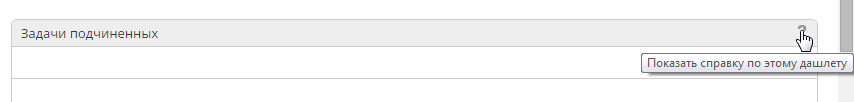 Задачи подчиненных ?
Показать справку по этому дашлету